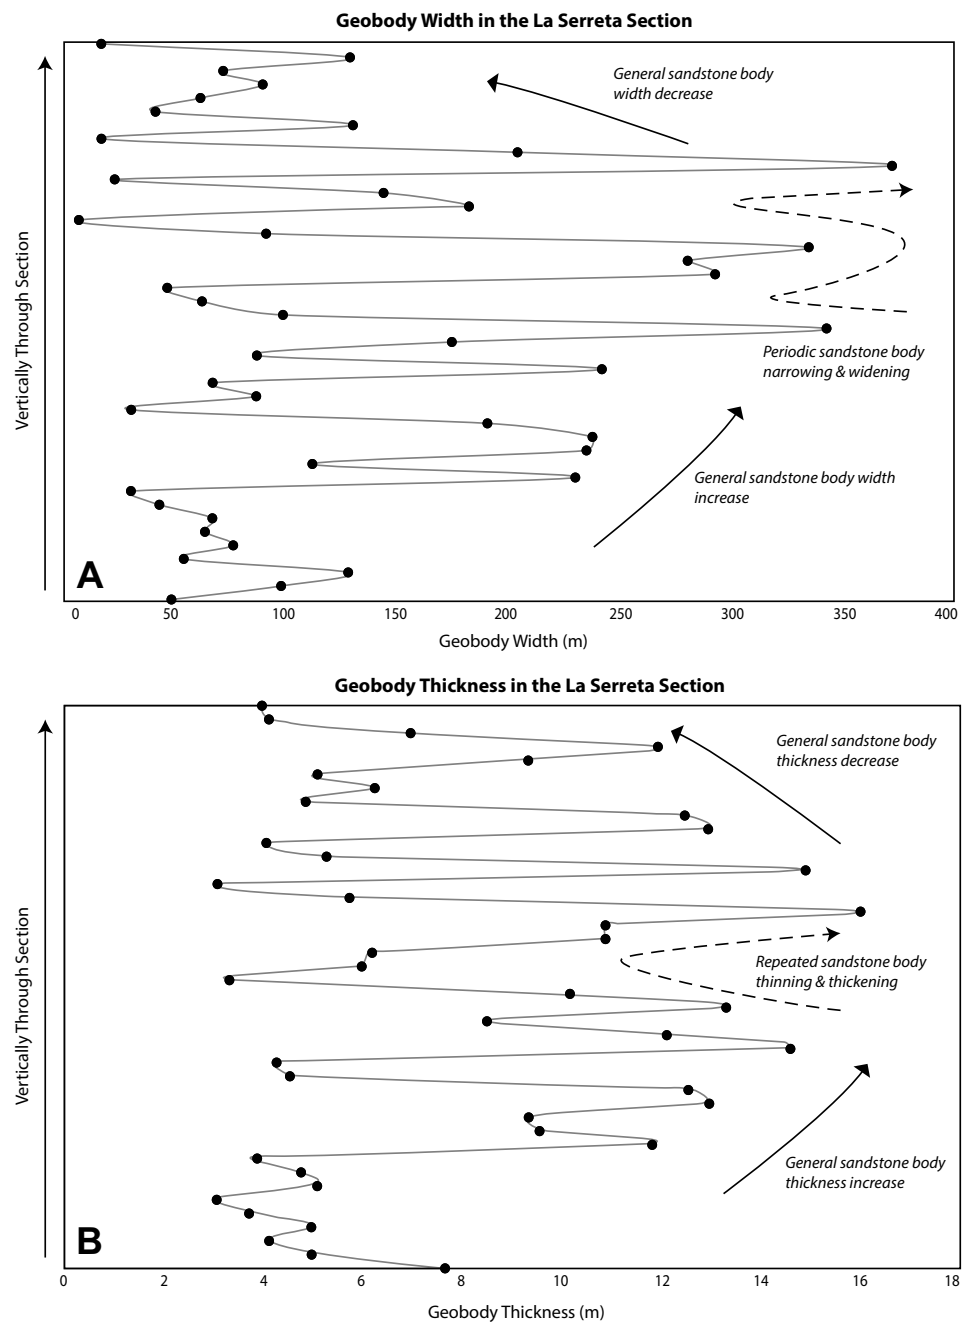 Geobody Width in the La Serreta Section
General sandstone body
width decrease
Periodic sandstone body
narrowing & widening
General sandstone body width
increase
Vertically Through Section
A
0 50 100 150 200 250 300 350 400
Geobody Width (m)
Geobody Thickness in the La Serreta Section
General sandstone body
thickness decrease
Repeated sandstone body
thinning & thickening
General sandstone body
thickness increase
Vertically Through Section
B
0 2 4 6 8 10 12 14 16 18
Geobody Thickness (m)